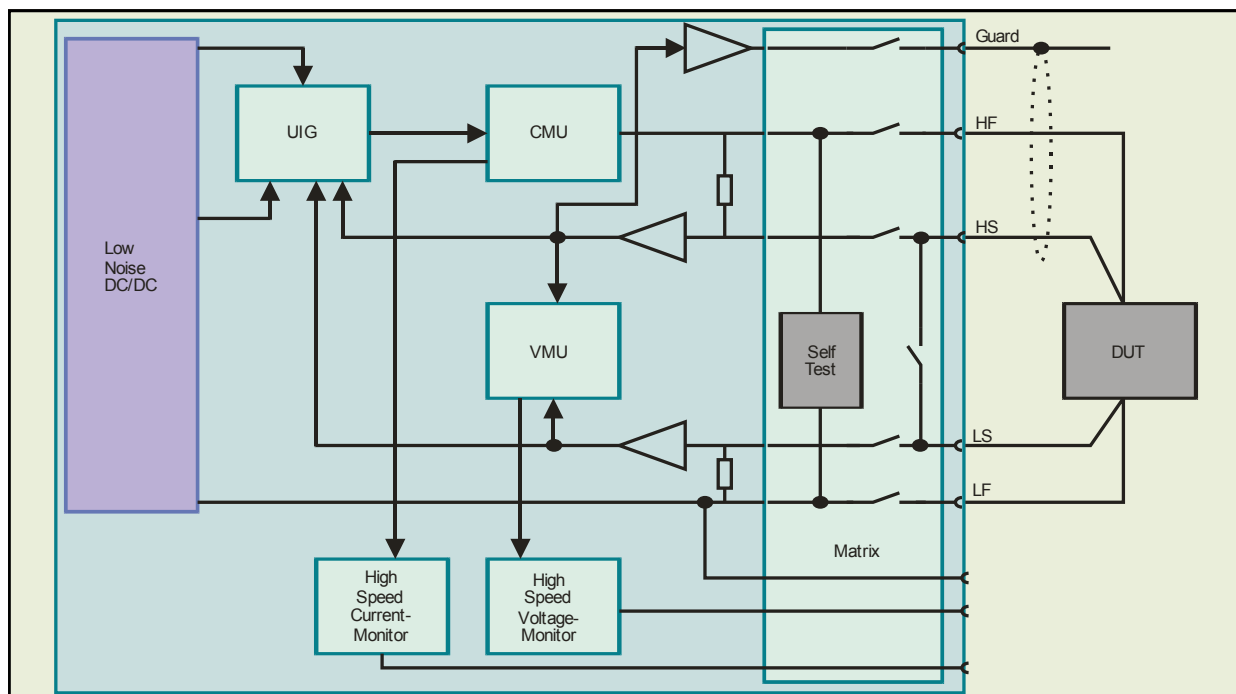 Guard
UIG
CMU
HF
Low
Noise
DC/DC
HS
VMU
Self
Test
DUT
LS
LF
Matrix
High
Speed
Current-
Monitor
High
Speed
Voltage-
Monitor